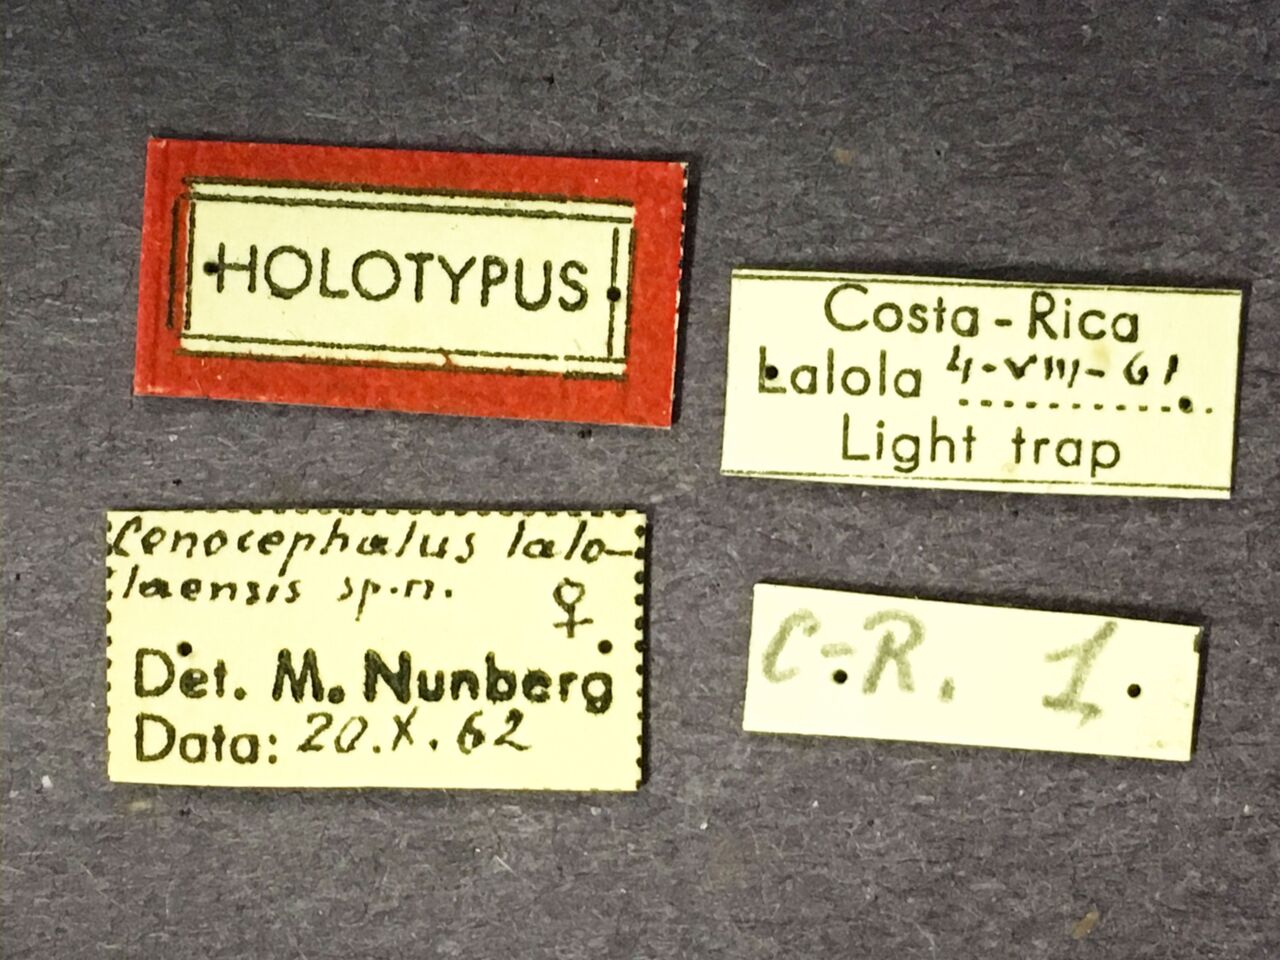 HOLOTYPUS
Costa-Rica
Lalola 4-VIII-61
Light trap
Cenocephalus lalo-
laensis sp.n. ♀
Det. M. Nunberg
Data: 20.X.62
C-R. 1